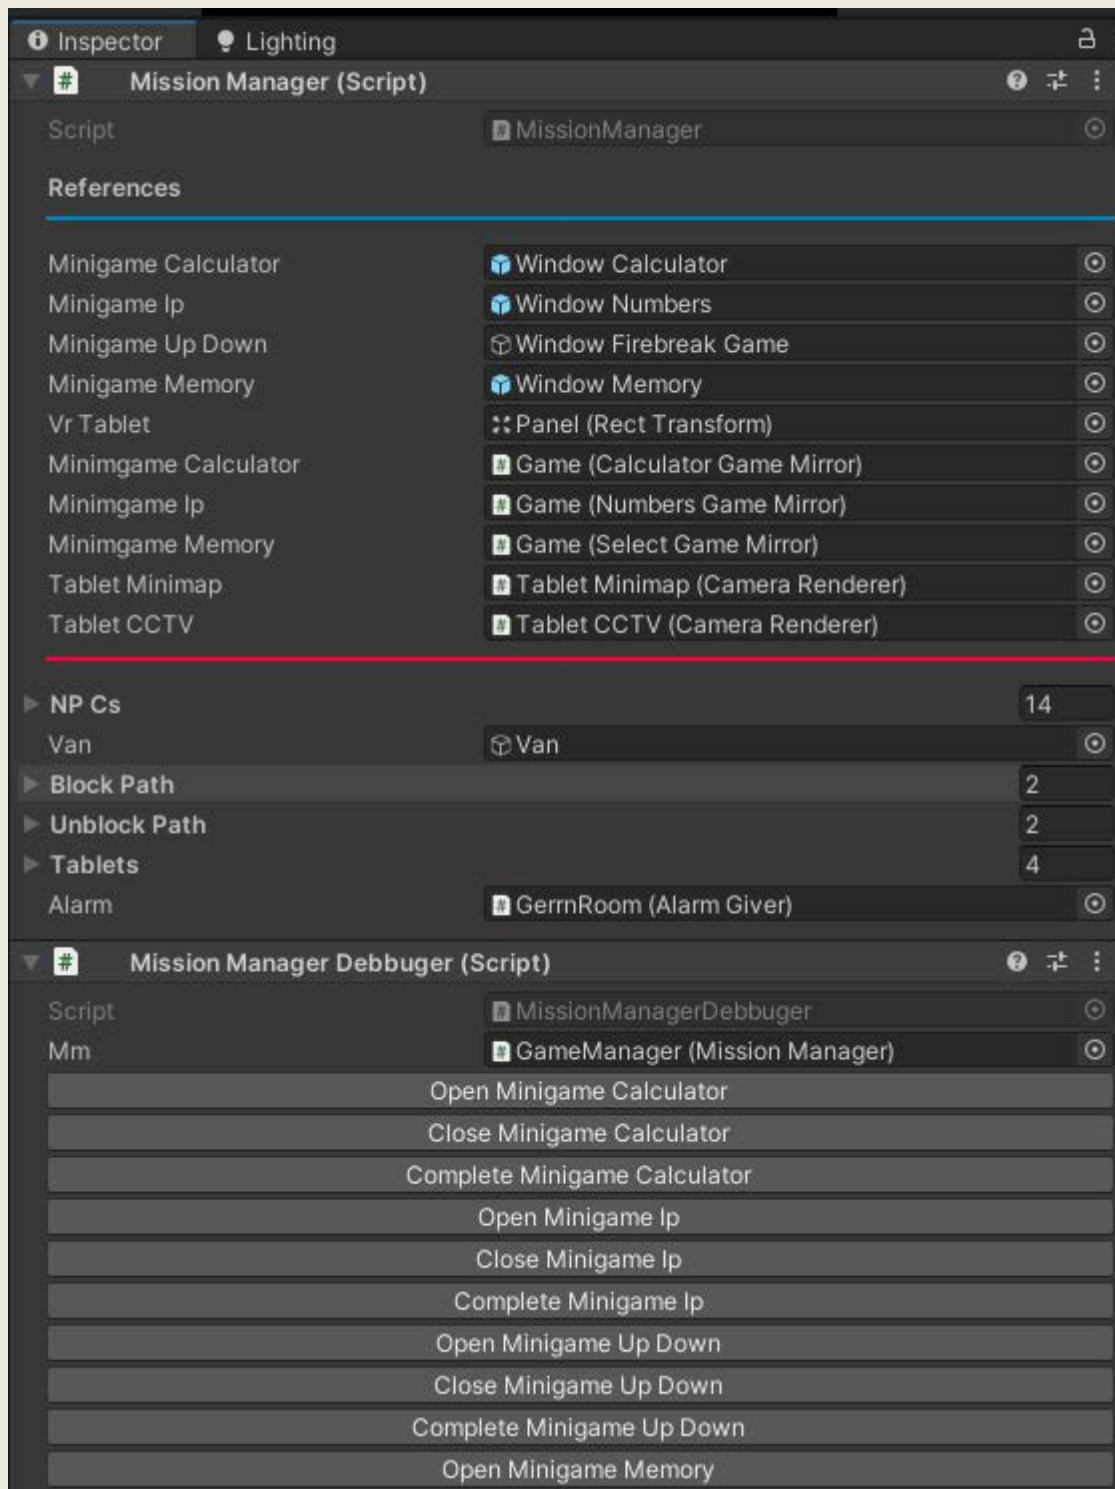 Inspector Lighting
# Mission Manager (Script)
Script MissionManager
References
Minigame Calculator Window Calculator
Minigame Ip Window Numbers
Minigame Up Down Window Firebreak Game
Minigame Memory Window Memory
Vr Tablet Panel (Rect Transform)
Minimgame Calculator Game (Calculator Game Mirror)
Minimgame Ip Game (Numbers Game Mirror)
Minimgame Memory Game (Select Game Mirror)
Tablet Minimap Tablet Minimap (Camera Renderer)
Tablet CCTV Tablet CCTV (Camera Renderer)
NP Cs 14
Van Van
Block Path 2
Unblock Path 2
Tablets 4
Alarm GerrnRoom (Alarm Giver)
# Mission Manager Debbuger (Script)
Script MissionManagerDebbuger
Mm GameManager (Mission Manager)
Open Minigame Calculator
Close Minigame Calculator
Complete Minigame Calculator
Open Minigame Ip
Close Minigame Ip
Complete Minigame Ip
Open Minigame Up Down
Close Minigame Up Down
Complete Minigame Up Down
Open Minigame Memory